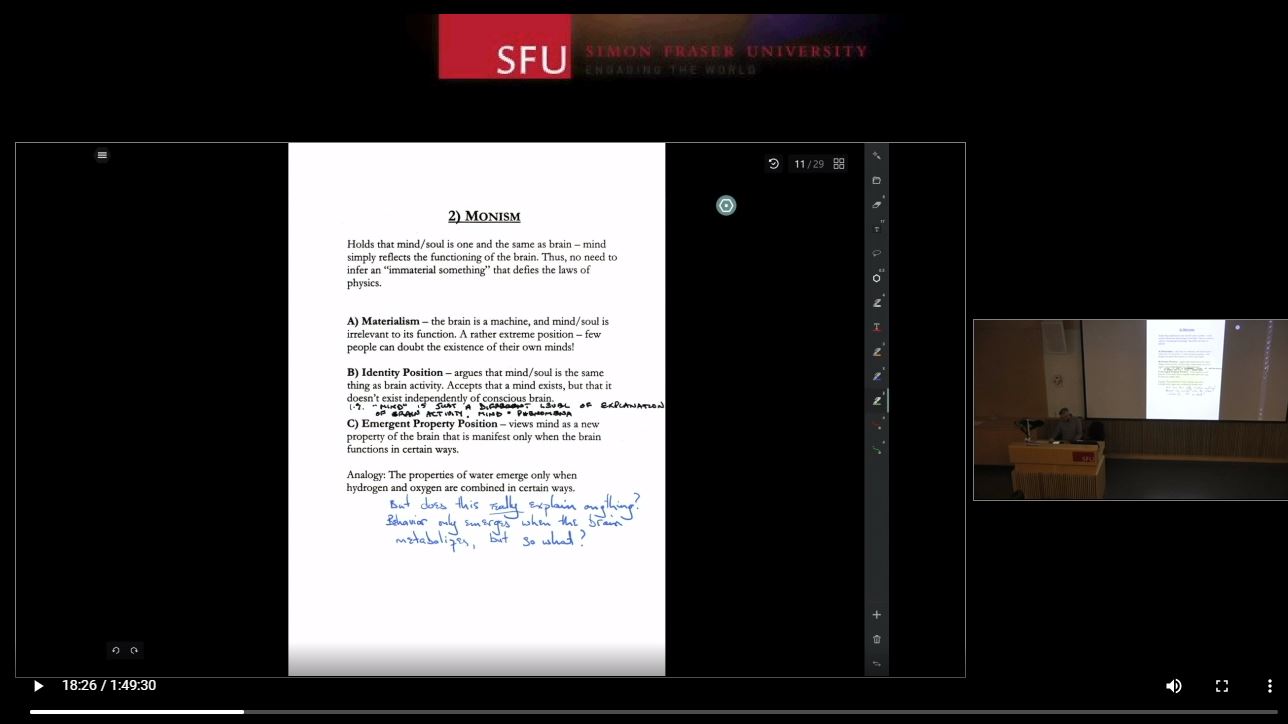 SFU SIMON FRASER UNIVERSITY
ENGAGING THE WORLD
11 / 29
2) MONISM
Holds that mind/soul is one and the same as brain – mind
simply reflects the functioning of the brain. Thus, no need to
infer an “immaterial something” that defies the laws of
physics.
A) Materialism – the brain is a machine, and mind/soul is
irrelevant to its function. A rather extreme position – few
people can doubt the existence of their own minds!
B) Identity Position – argues that mind/soul is the same
thing as brain activity. Accepts that a mind exists, but that it
doesn’t exist independently of conscious brain.
I.E. "MIND" IS JUST A DIFFERENT LEVEL OF EXPLANATION
OF BRAIN ACTIVITY, MIND = PHENOMENA
C) Emergent Property Position – views mind as a new
property of the brain that is manifest only when the brain
functions in certain ways.
Analogy: The properties of water emerge only when
hydrogen and oxygen are combined in certain ways.
But does this really explain anything?
Behavior only emerges when the brain
metabolizes, but so what?
SFU
18:26 / 1:49:30